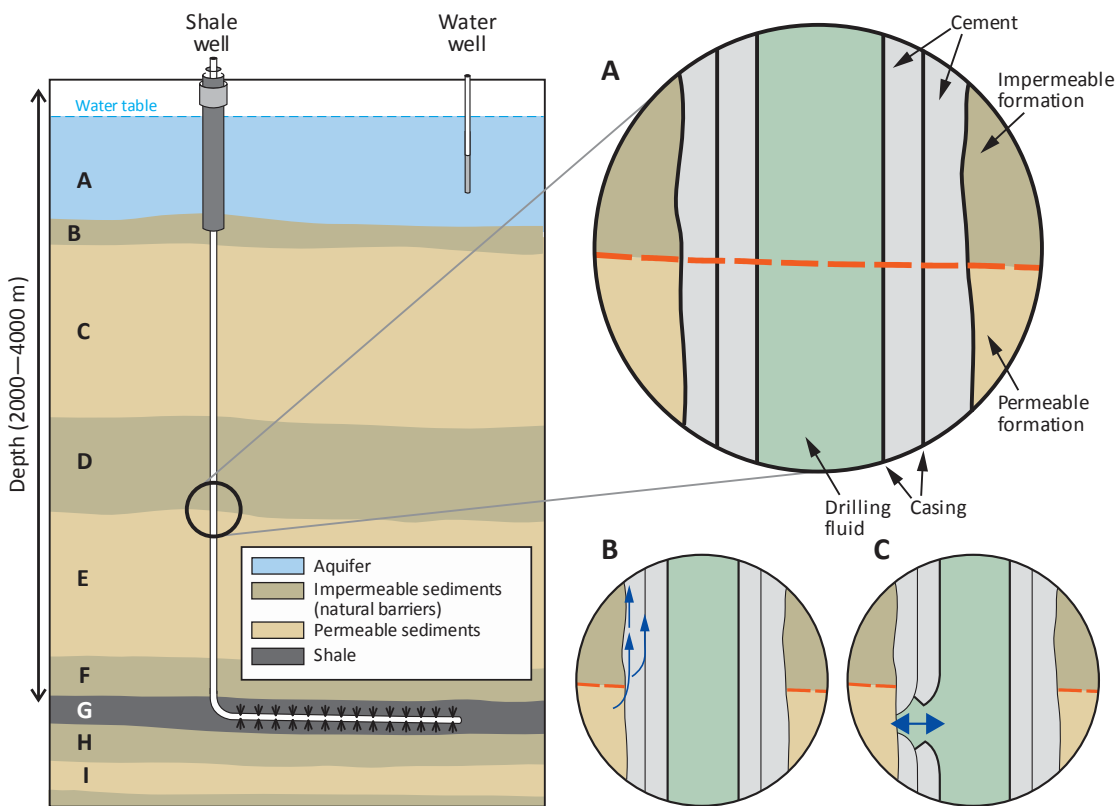 Shale
well
Water
well
Water table
Depth (2000—4000 m)
A
B
C
D
E
F
G
H
I
Aquifer
Impermeable sediments
(natural barriers)
Permeable sediments
Shale
A
Cement
Impermeable
formation
Permeable
formation
Drilling
fluid
Casing
B
C